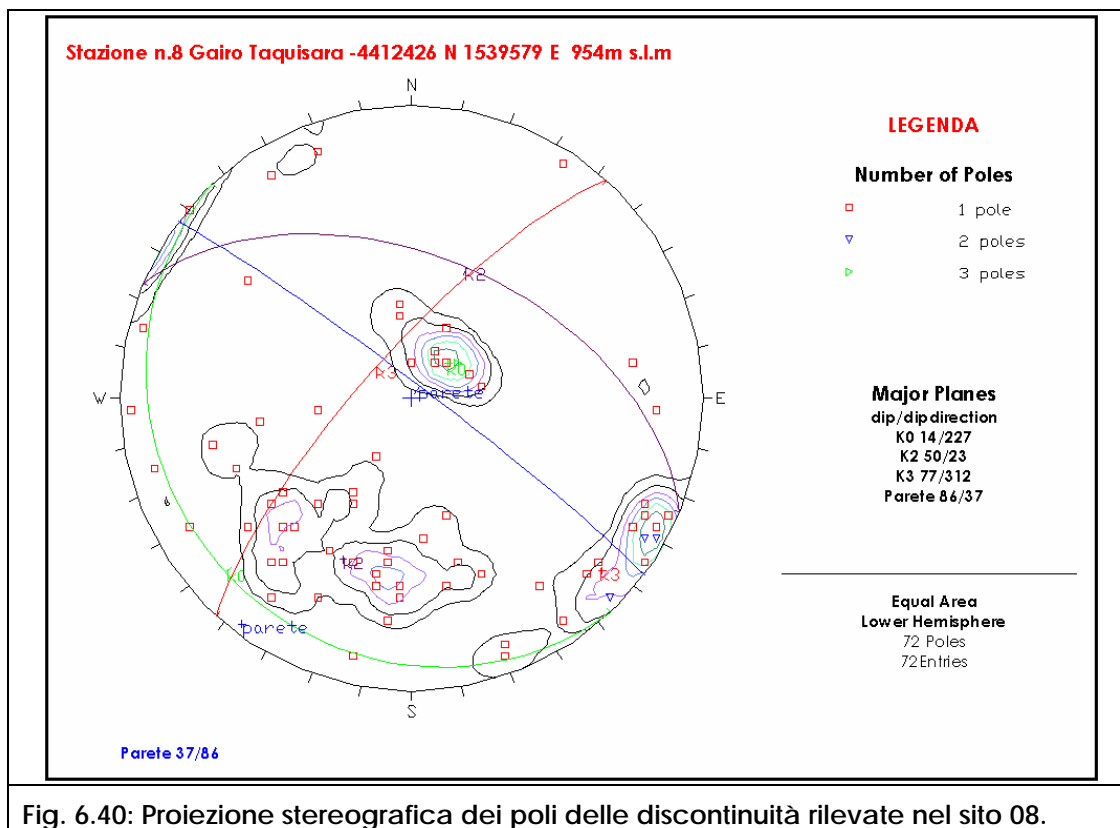 Stazione n.8 Gairo Taquisara -4412426 N 1539579 E 954m s.l.m
N
LEGENDA
Number of Poles
1 pole
2 poles
3 poles
K2
K0
K3
parete
W
E
Major Planes
dip/dipdirection
K0 14/227
K2 50/23
K3 77/312
Parete 86/37
K2
K0
K3
parete
Equal Area
Lower Hemisphere
72 Poles
72Entries
S
Parete 37/86
Fig. 6.40: Proiezione stereografica dei poli delle discontinuità rilevate nel sito 08.